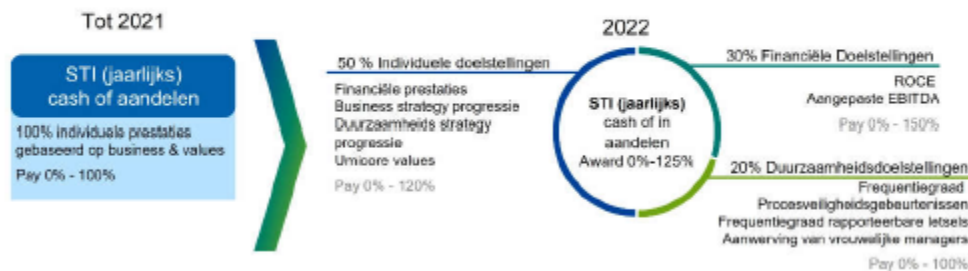 Tot 2021
STI (jaarlijks)
cash of aandelen
100% individuele prestaties
gebaseerd op business & values
Pay 0% - 100%
2022
50 % Individuele doelstellingen
Financiële prestaties
Business strategy progressie
Duurzaamheids strategy
progressie
Umicore values
Pay 0% - 120%
STI (jaarlijks)
cash of in
aandelen
Award 0%-125%
30% Financiële Doelstellingen
ROCE
Aangepaste EBITDA
Pay 0% - 150%
20% Duurzaamheidsdoelstellingen
Frequentiegraad
Procesveiligheidsgebeurtenissen
Frequentiegraad rapporteerbare letsels
Aanwerving van vrouwelijke managers
Pay 0% - 100%